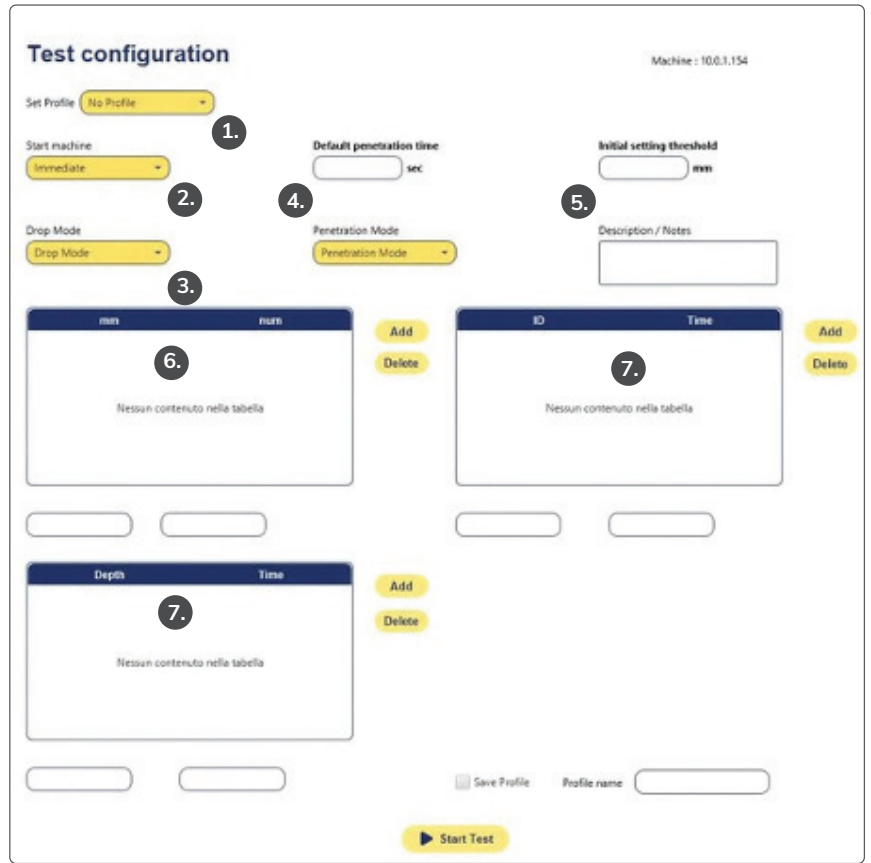 Test configuration
Machine : 10.0.1.154
Set Profile No Profile
1.
Start machine
Immediate
2.
Default penetration time
sec
4.
Initial setting threshold
mm
5.
Drop Mode
Drop Mode
3.
Penetration Mode
Penetration Mode
Description / Notes
mm num
6.
Nessun contenuto nella tabella
Add
Delete
ID Time
7.
Nessun contenuto nella tabella
Add
Delete
Depth Time
7.
Nessun contenuto nella tabella
Add
Delete
Save Profile Profile name
Start Test